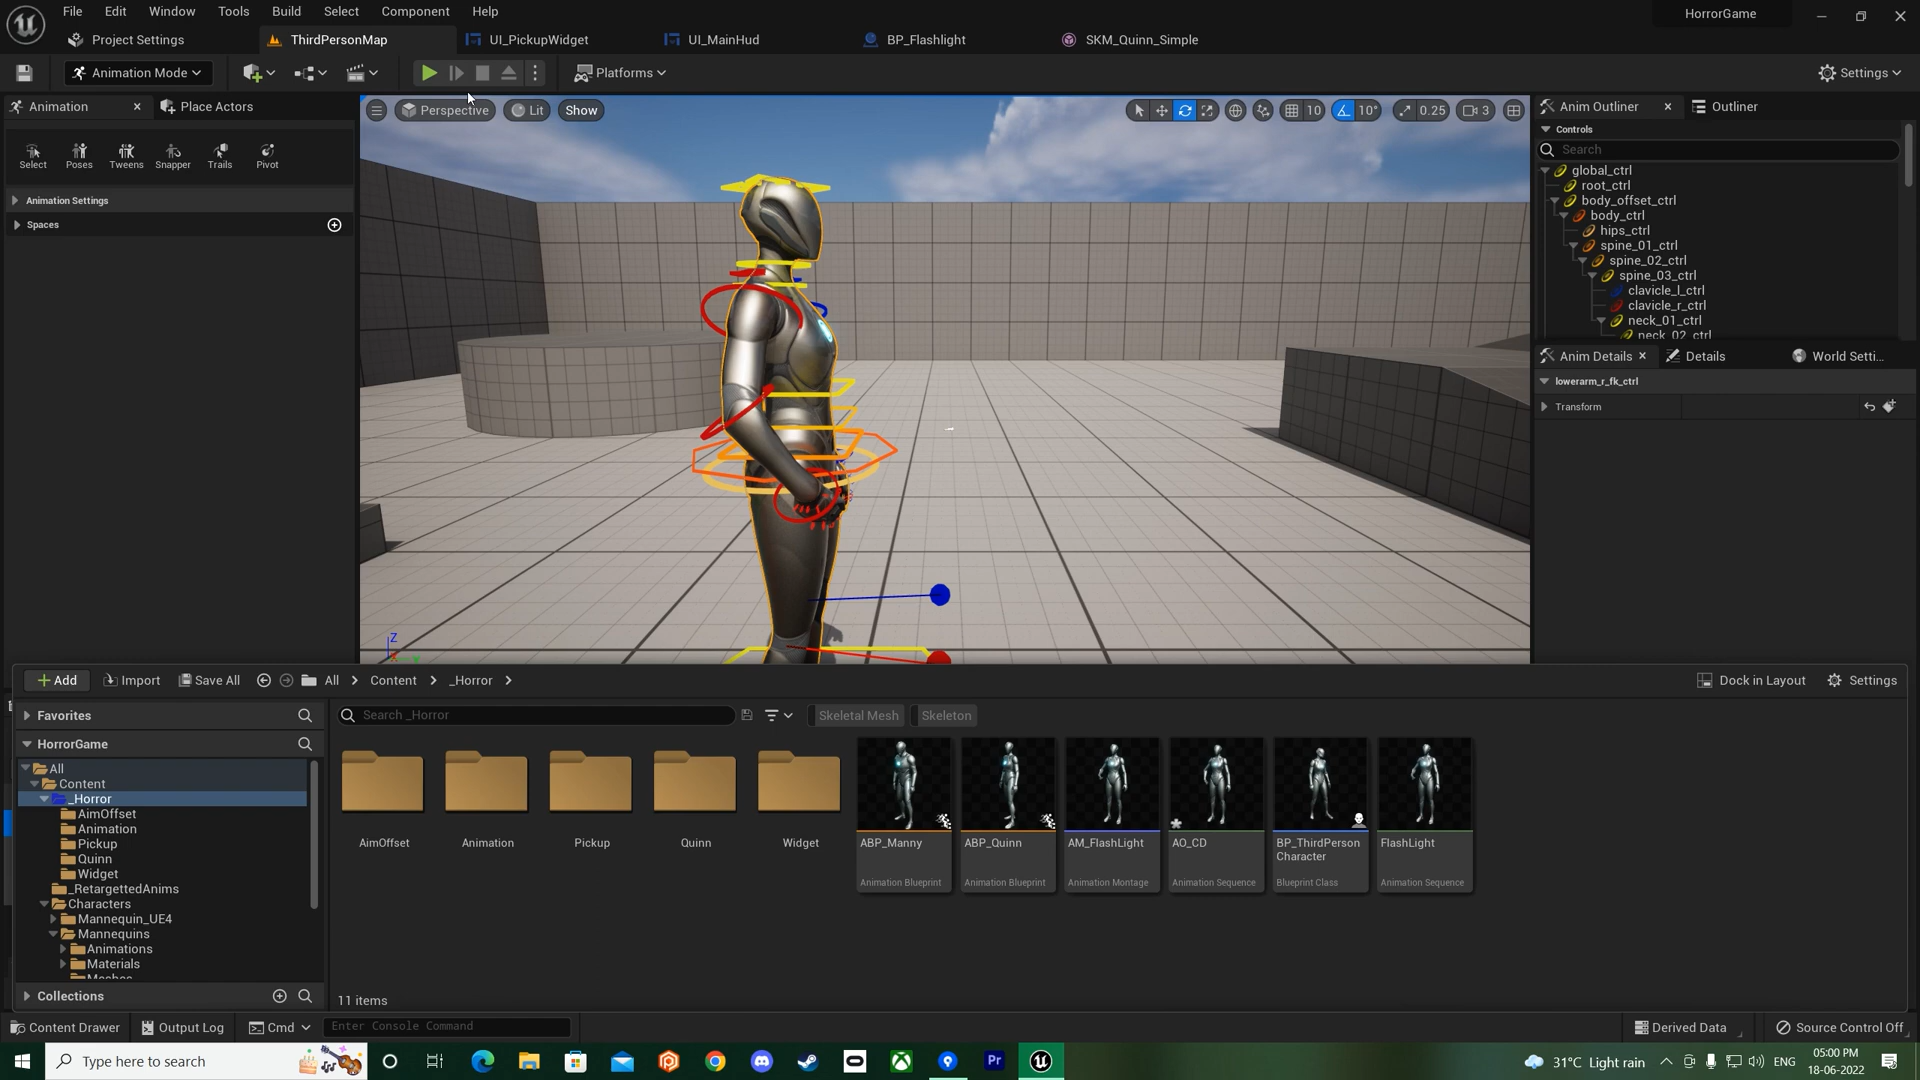 File Edit Window Tools Build Select Actor Component Help
HorrorGame
Project Settings
ThirdPersonMap
UI_PickupWidget
UI_MainHud
BP_Flashlight
SKM_Quinn_Simple
Animation Mode
Platforms
Settings
Animation
Place Actors
Perspective
Lit
Show
10
10°
0.25
3
Anim Outliner
Outliner
Controls
Search
Select
Poses
Tweens
Snapper
Trails
Pivot
Animation Settings
Spaces
global_ctrl
root_ctrl
body_offset_ctrl
body_ctrl
hips_ctrl
spine_01_ctrl
spine_02_ctrl
spine_03_ctrl
clavicle_l_ctrl
clavicle_r_ctrl
neck_01_ctrl
neck_02_ctrl
Anim Details
Details
World Setti...
lowerarm_r_fk_ctrl
Transform
Z
Add
Import
Save All
All
Content
_Horror
Dock in Layout
Settings
Favorites
Search _Horror
Skeletal Mesh
Skeleton
HorrorGame
All
Content
_Horror
AimOffset
Animation
Pickup
Quinn
Widget
_RetargettedAnims
Characters
Mannequin_UE4
Mannequins
Animations
Materials
Meshes
Collections
AimOffset
Animation
Pickup
Quinn
Widget
ABP_Manny
Animation Blueprint
ABP_Quinn
Animation Blueprint
AM_FlashLight
Animation Montage
AO_CD
Animation Sequence
BP_ThirdPerson
Character
Blueprint Class
FlashLight
Animation Sequence
11 items
Content Drawer
Output Log
Cmd
Enter Console Command
Derived Data
Source Control Off
Type here to search
Pr
31°C Light rain
ENG
05:00 PM
18-06-2022